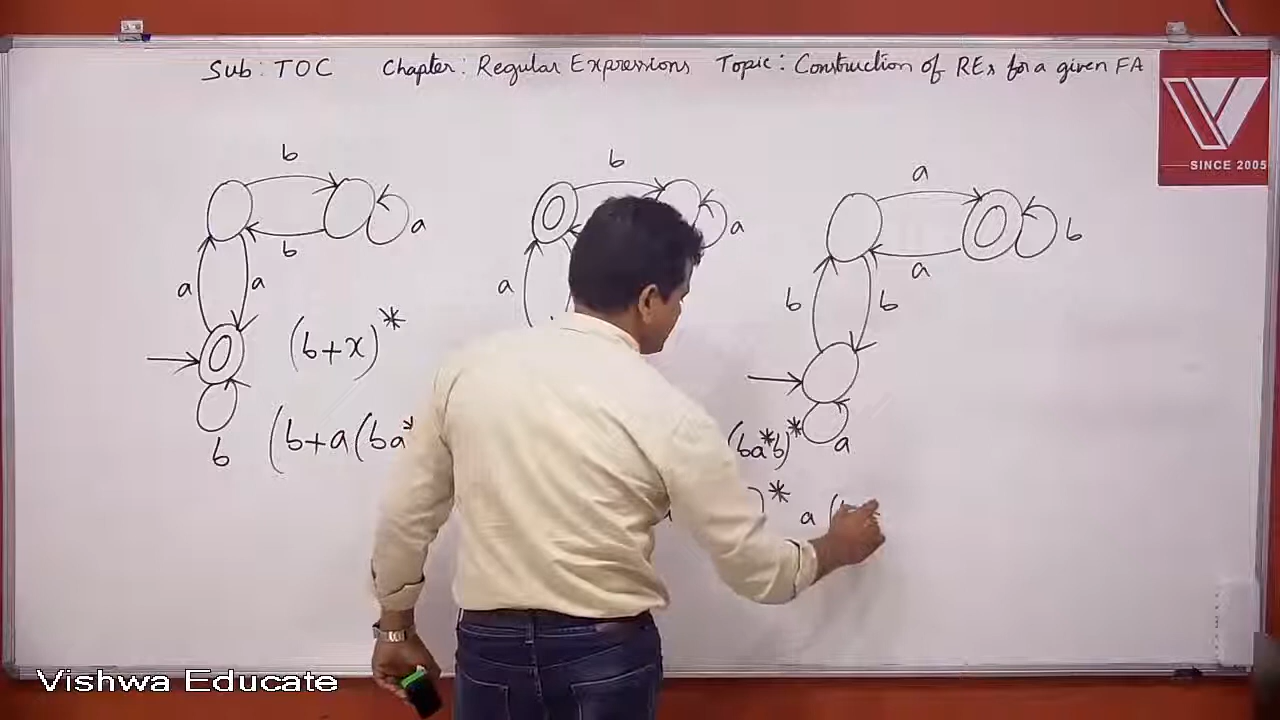 Sub: TOC Chapter: Regular Expressions Topic: Construction of REs for a given FA
SINCE 2005
b
b
a
a
a
b
(b+x)*
(b+a(ba*
b
a
a
a
a
b
b
b
a
(ba*b)*
)* a (
Vishwa Educate